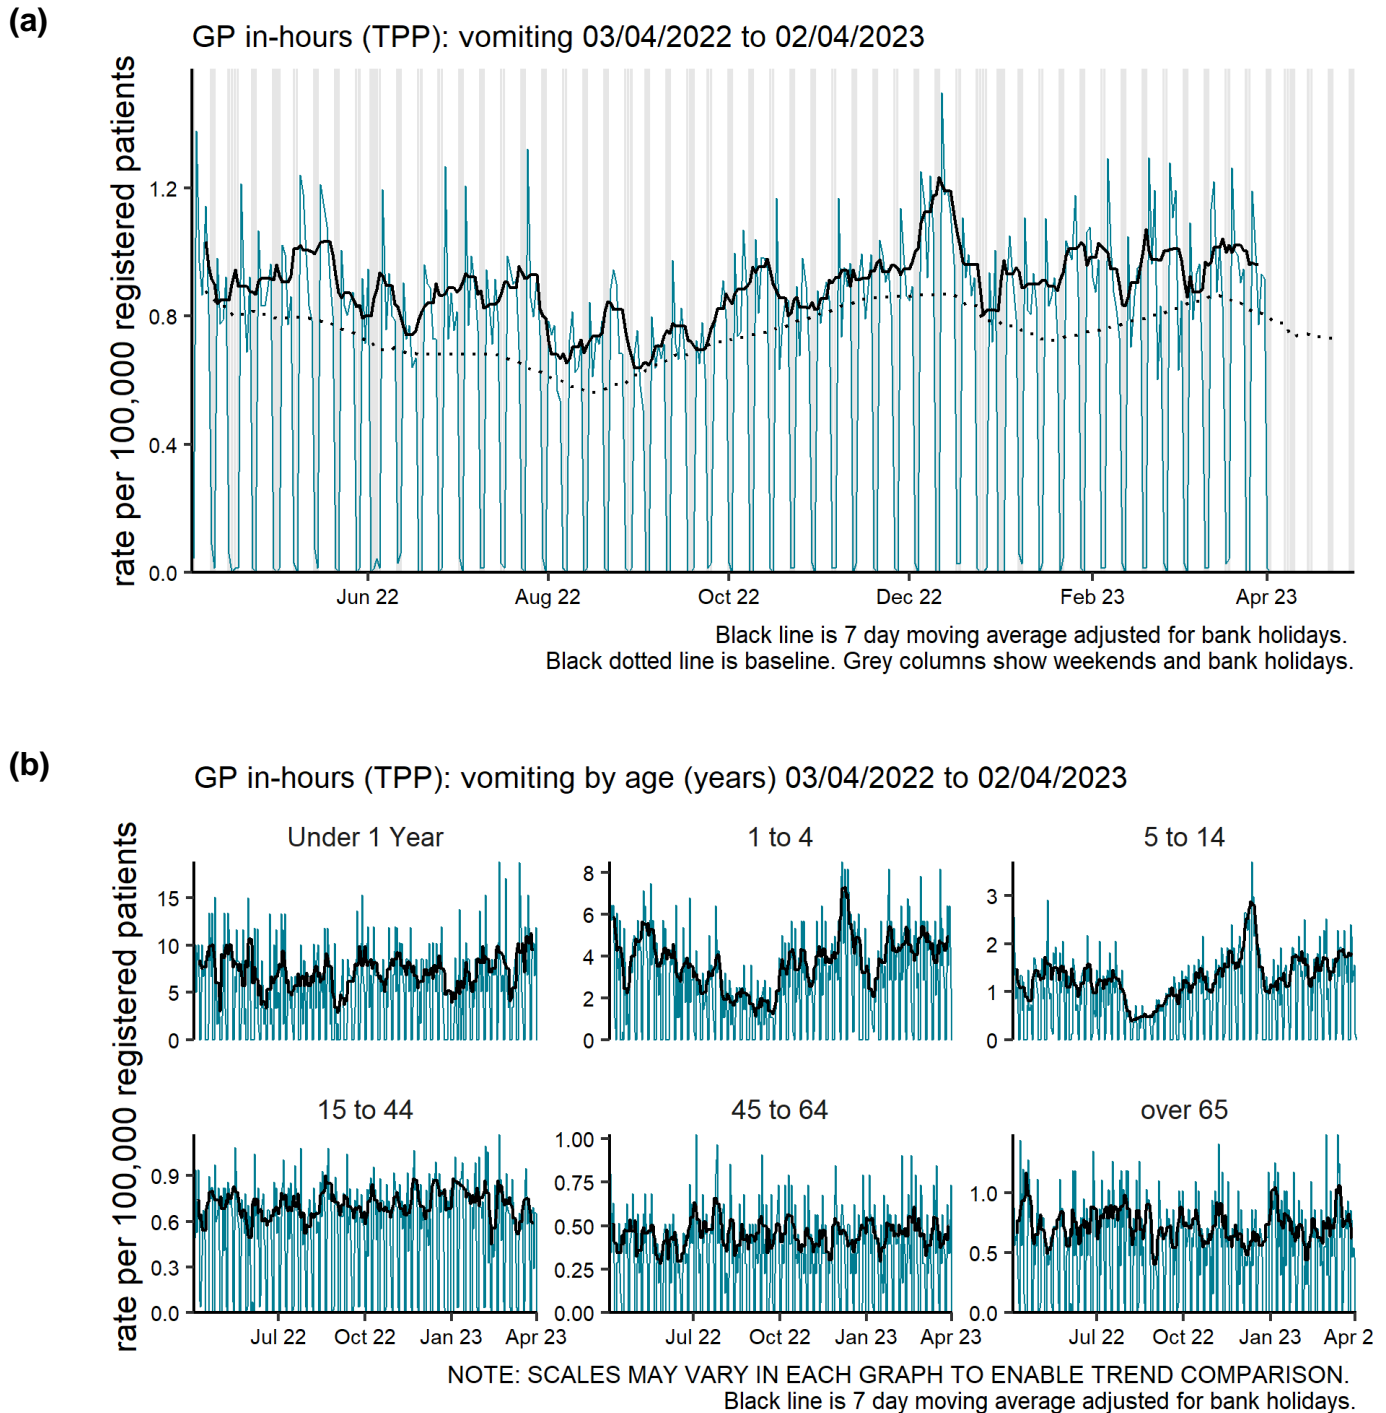 (a)
GP in-hours (TPP): vomiting 03/04/2022 to 02/04/2023
rate per 100,000 registered patients
1.2
0.8
0.4
0.0
Jun 22 Aug 22 Oct 22 Dec 22 Feb 23 Apr 23
Black line is 7 day moving average adjusted for bank holidays.
Black dotted line is baseline. Grey columns show weekends and bank holidays.
(b)
GP in-hours (TPP): vomiting by age (years) 03/04/2022 to 02/04/2023
rate per 100,000 registered patients
Under 1 Year
15
10
5
0
1 to 4
8
6
4
2
0
5 to 14
3
2
1
0
15 to 44
0.9
0.6
0.3
0.0
Jul 22 Oct 22 Jan 23 Apr 23
45 to 64
1.00
0.75
0.50
0.25
0.00
Jul 22 Oct 22 Jan 23 Apr 23
over 65
1.0
0.5
0.0
Jul 22 Oct 22 Jan 23 Apr 2
NOTE: SCALES MAY VARY IN EACH GRAPH TO ENABLE TREND COMPARISON.
Black line is 7 day moving average adjusted for bank holidays.